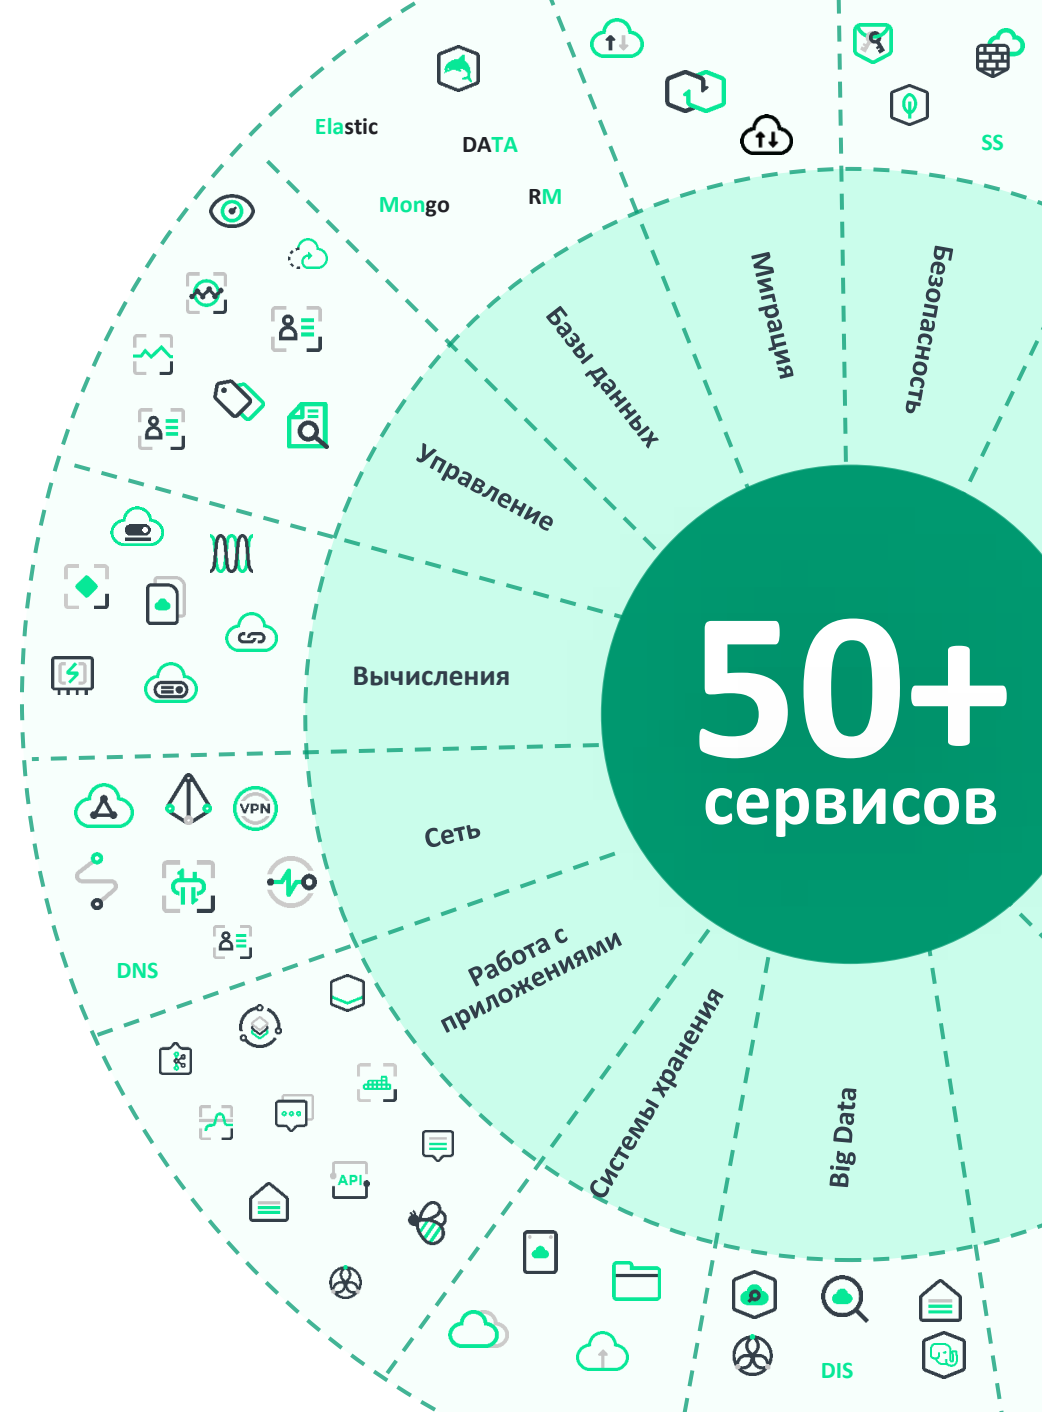 SS
Elastic
DATA
Mongo
RM
Безопасность
Миграция
Базы данных
Управление
Вычисления
50+
сервисов
VPN
Сеть
DNS
Работа с
приложениями
Системы хранения
API
Big Data
DIS